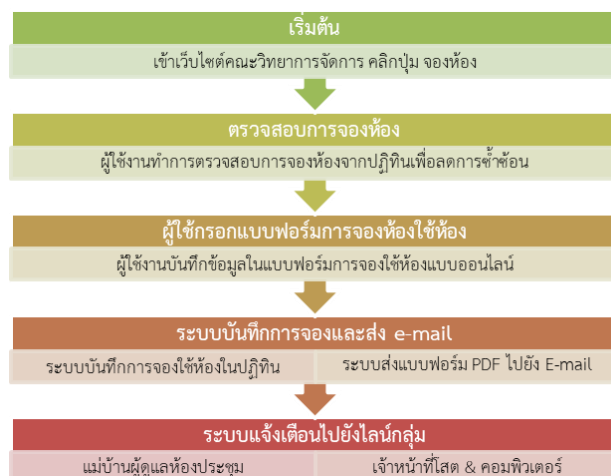 เริ่มต้น
เข้าเว็บไซต์คณะวิทยาการจัดการ คลิกปุ่ม จองห้อง
ตรวจสอบการจองห้อง
ผู้ใช้งานทำการตรวจสอบการจองห้องจากปฏิทินเพื่อลดการซ้ำซ้อน
ผู้ใช้กรอกแบบฟอร์มการจองห้องใช้ห้อง
ผู้ใช้งานบันทึกข้อมูลในแบบฟอร์มการจองใช้ห้องแบบออนไลน์
ระบบบันทึกการจองและส่ง e-mail
ระบบบันทึกการจองใช้ห้องในปฏิทิน
ระบบส่งแบบฟอร์ม PDF ไปยัง E-mail
ระบบแจ้งเตือนไปยังไลน์กลุ่ม
แม่บ้านผู้ดูแลห้องประชุม
เจ้าหน้าที่โสต & คอมพิวเตอร์